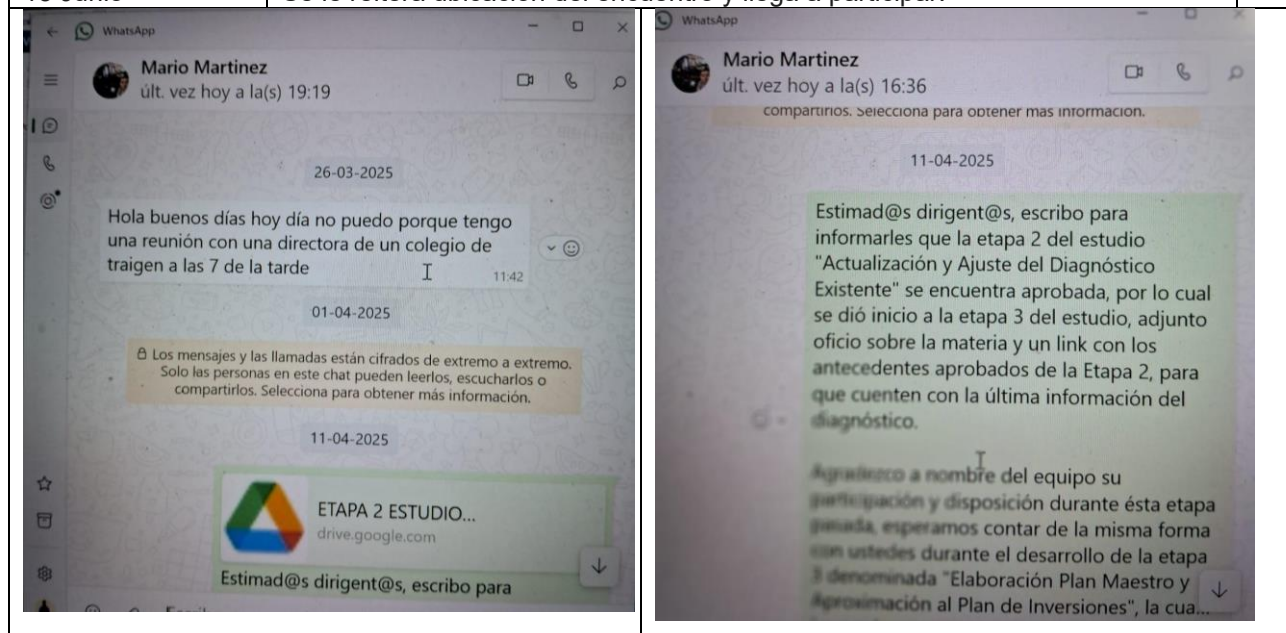 WhatsApp
Mario Martinez
últ. vez hoy a la(s) 19:19
26-03-2025
Hola buenos días hoy día no puedo porque tengo
una reunión con una directora de un colegio de
traigen a las 7 de la tarde
11:42
01-04-2025
Los mensajes y las llamadas están cifrados de extremo a extremo.
Solo las personas en este chat pueden leerlos, escucharlos o
compartirlos. Selecciona para obtener más información.
11-04-2025
ETAPA 2 ESTUDIO...
drive.google.com
Estimad@s dirigent@s, escribo para
WhatsApp
Mario Martinez
últ. vez hoy a la(s) 16:36
compartirlos. Selecciona para obtener más información.
11-04-2025
Estimad@s dirigent@s, escribo para
informarles que la etapa 2 del estudio
"Actualización y Ajuste del Diagnóstico
Existente" se encuentra aprobada, por lo cual
se dió inicio a la etapa 3 del estudio, adjunto
oficio sobre la materia y un link con los
antecedentes aprobados de la Etapa 2, para
que cuenten con la última información del
diagnóstico.
Agradezco a nombre del equipo su
participación y disposición durante ésta etapa
pasada, esperamos contar de la misma forma
con ustedes durante el desarrollo de la etapa
3 denominada "Elaboración Plan Maestro y
Aproximación al Plan de Inversiones", la cua...